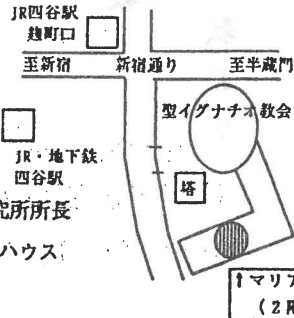 JR四谷駅
麹町口
至新宿 新宿通り 至半蔵門
聖イグナチオ教会
JR・地下鉄
四谷駅
塔
究所所長
ハウス
↑マリア
(2階